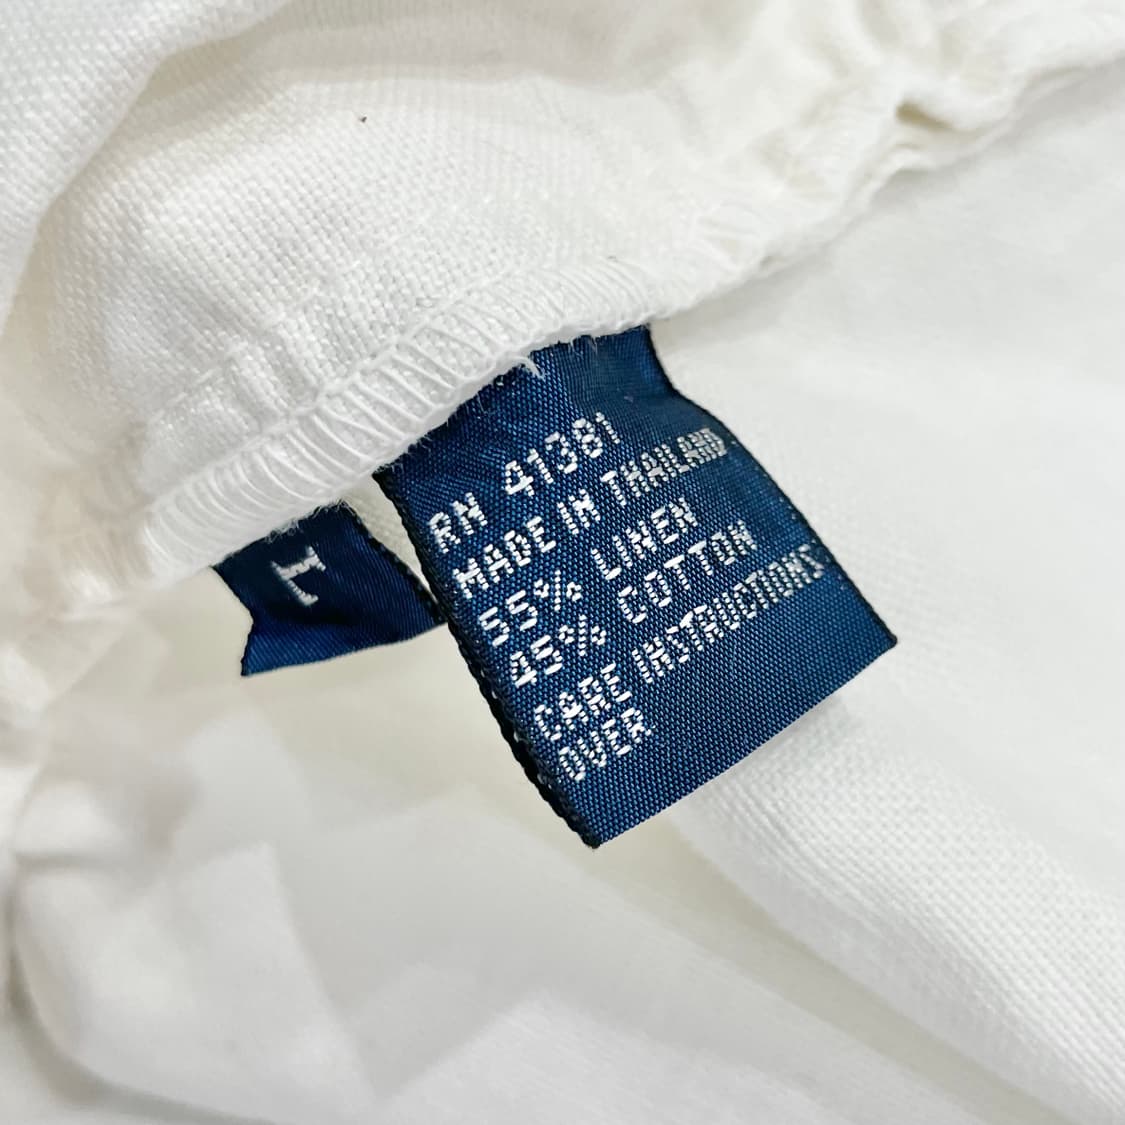 RN 41381
MADE IN THAILAND
55% LINEN
45% COTTON
CARE INSTRUCTIONS
OVER
L